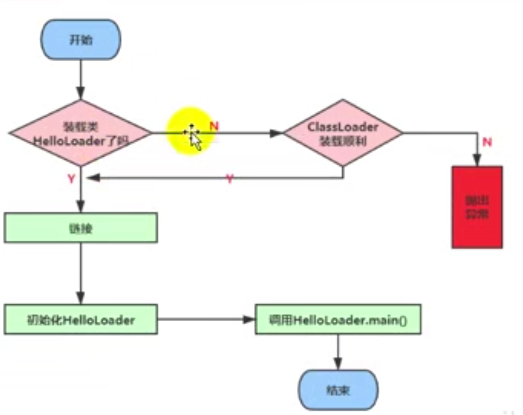 开始
装载类
HelloLoader了吗
N
ClassLoader
装载顺利
N
Y
Y
抛出
异常
链接
初始化HelloLoader
调用HelloLoader.main()
结束